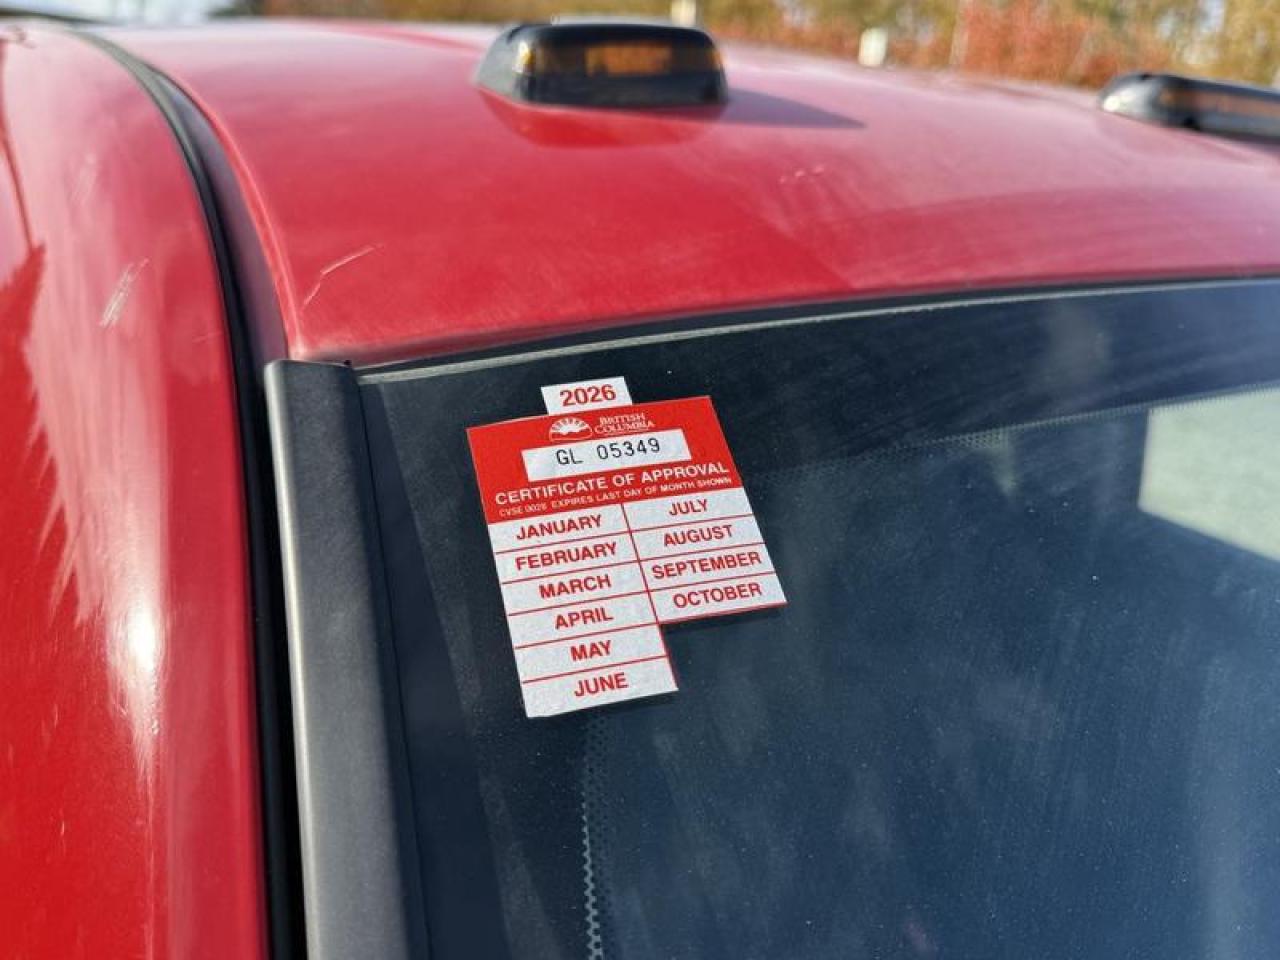 2026
BRITISH
COLUMBIA
GL 05349
CERTIFICATE OF APPROVAL
CVSE 0026 EXPIRES LAST DAY OF MONTH SHOWN
JANUARY
FEBRUARY
MARCH
APRIL
MAY
JUNE
JULY
AUGUST
SEPTEMBER
OCTOBER